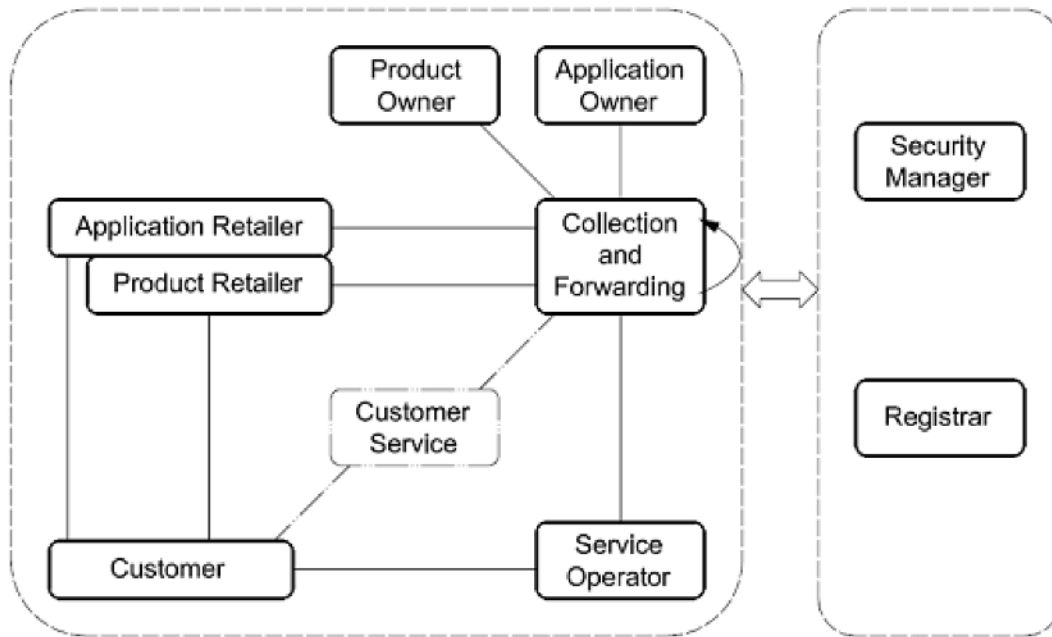 Product
Owner
Application
Owner
Security
Manager
Application Retailer
Product Retailer
Collection
and
Forwarding
Customer
Service
Registrar
Customer
Service
Operator